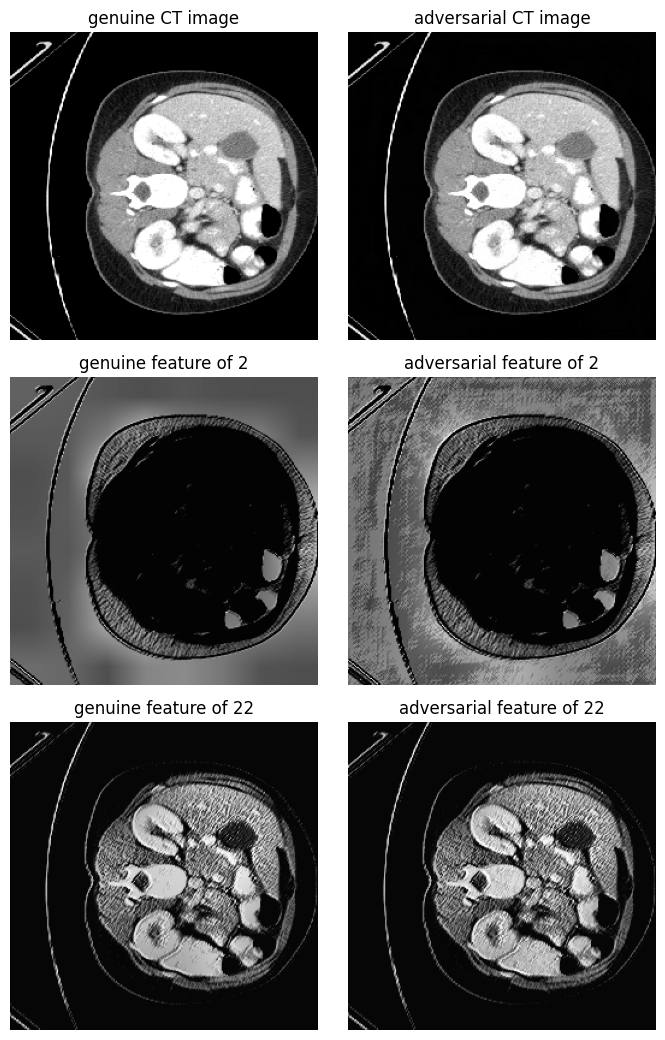 genuine CT image
adversarial CT image
genuine feature of 2
adversarial feature of 2
genuine feature of 22
adversarial feature of 22